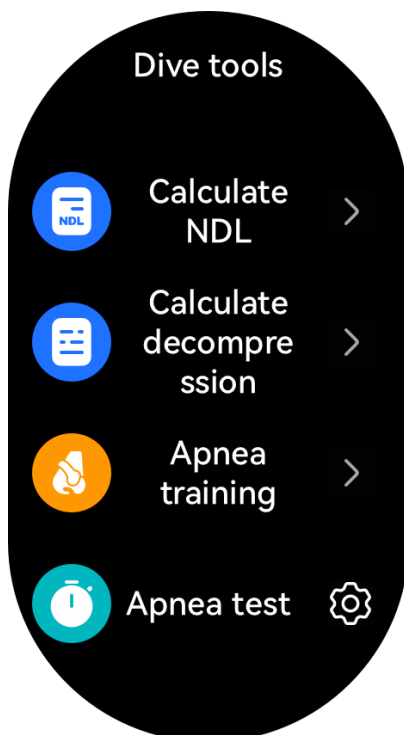 Dive tools
NDL
Calculate
NDL
Calculate
decompre
ssion
Apnea
training
Apnea test